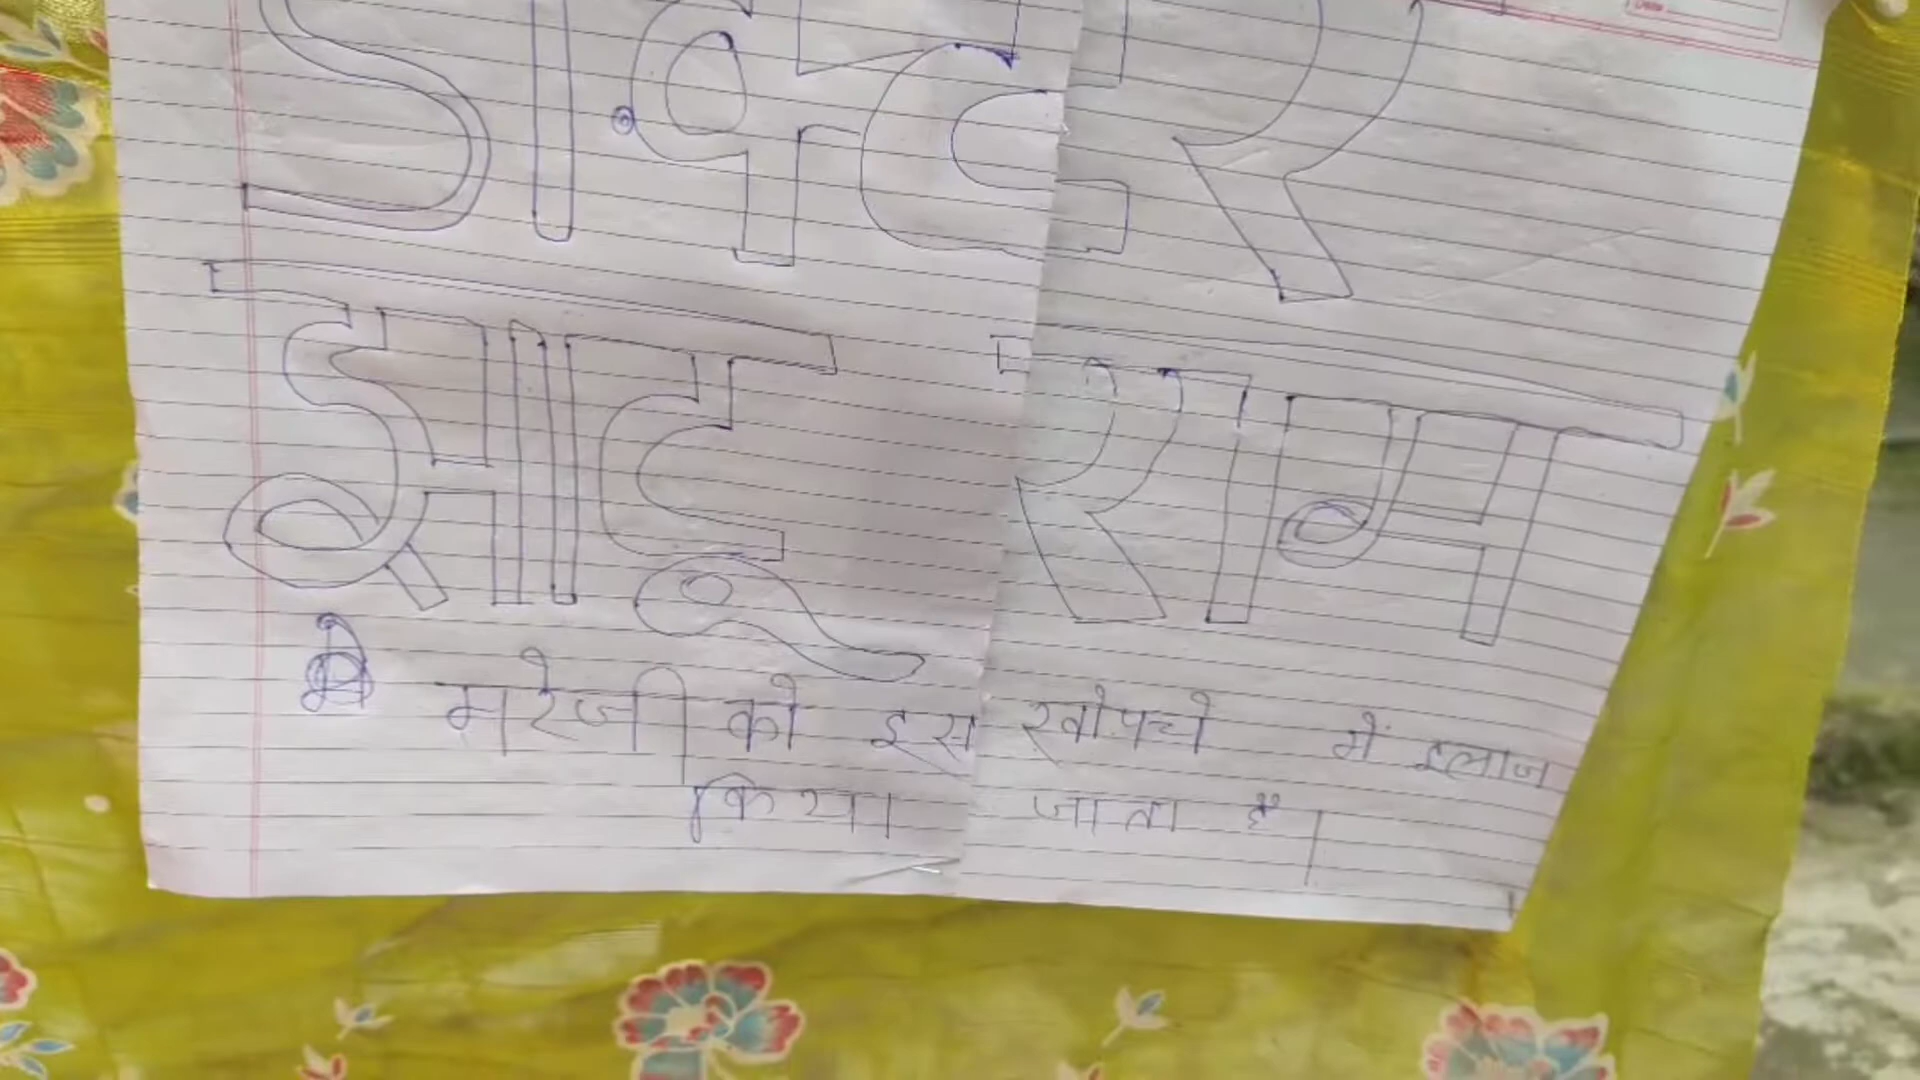 डाक्टर
झाटू राम
मरेजी को इस खोपचे में इलाज
किया जाता है।